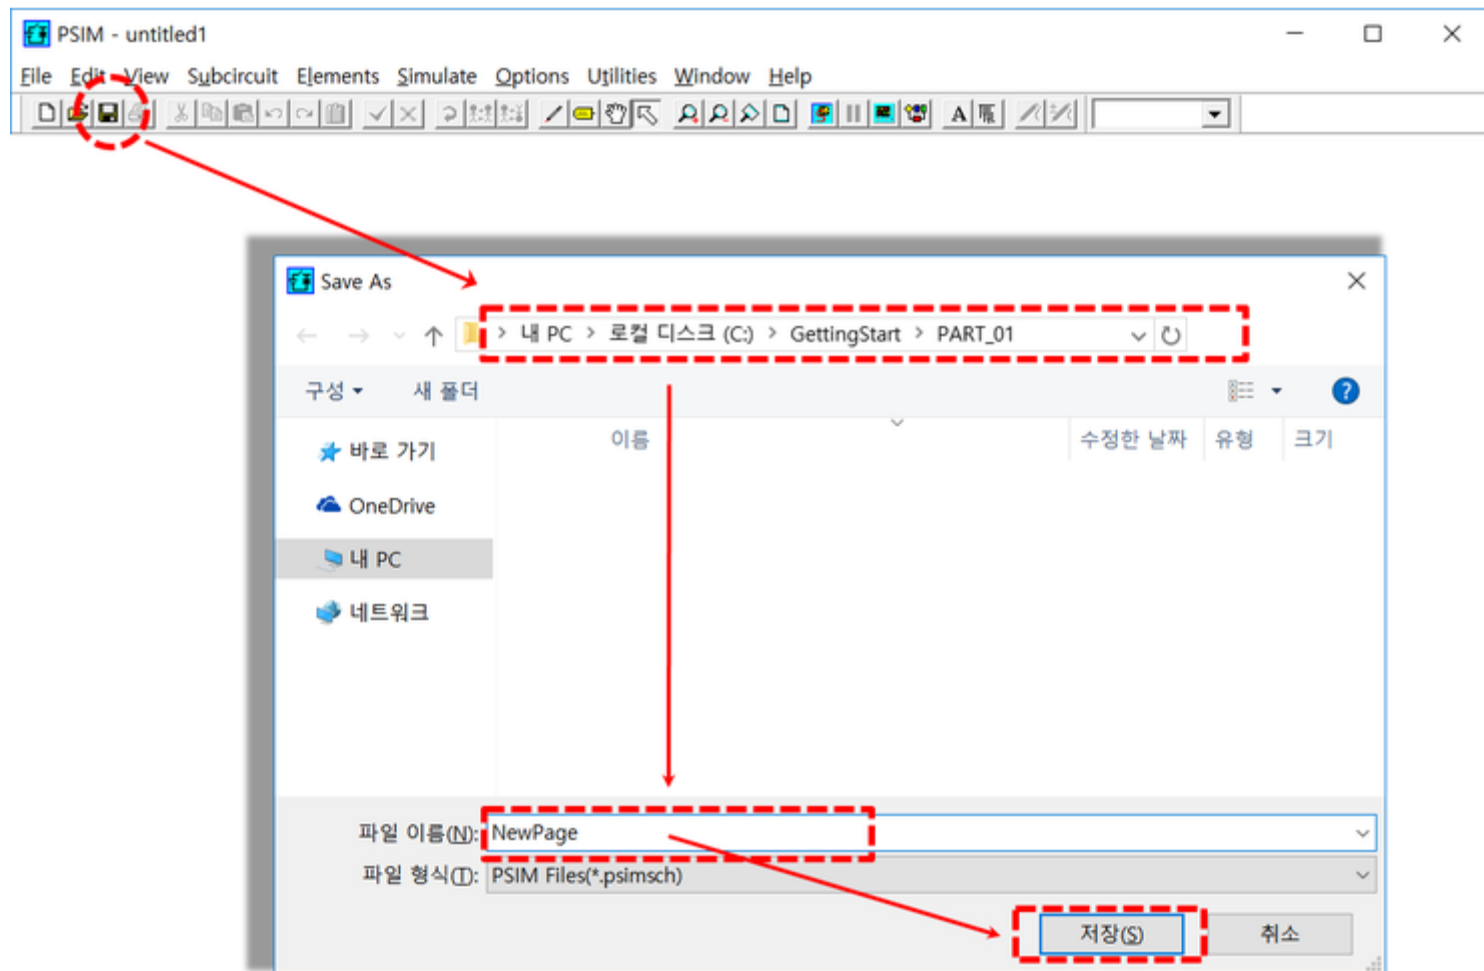 PSIM - untitled1
File Edit View Subcircuit Elements Simulate Options Utilities Window Help
A
Save As
> 내 PC > 로컬 디스크 (C:) > GettingStart > PART_01
구성 새 폴더
이름 수정한 날짜 유형 크기
바로 가기
OneDrive
내 PC
네트워크
파일 이름(N): NewPage
파일 형식(T): PSIM Files(*.psimsch)
저장(S) 취소